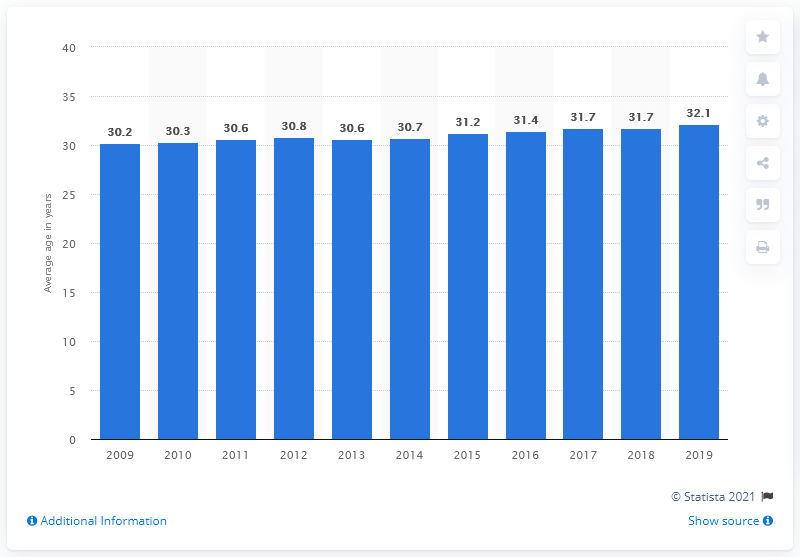 40
35
30
25
20
15
10
5
0
Average age in years
30.2 30.3 30.6 30.8 30.6 30.7 31.2 31.4 31.7 31.7 32.1
2009 2010 2011 2012 2013 2014 2015 2016 2017 2018 2019
© Statista 2021
Additional Information
Show source